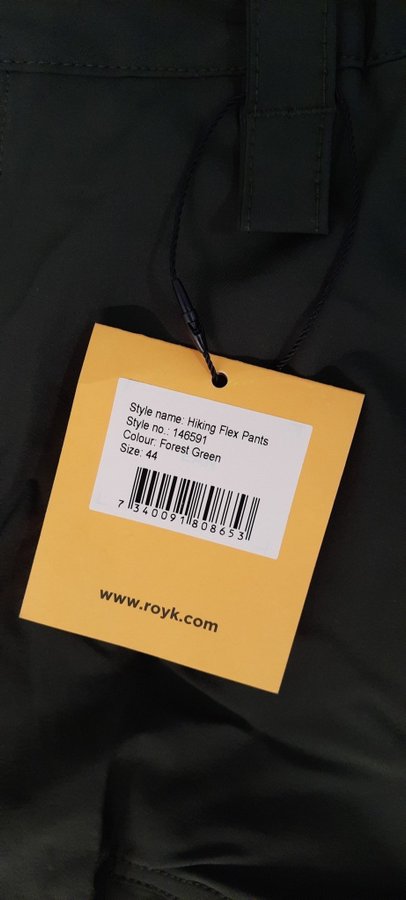 Style name: Hiking Flex Pants
Style no.: 146591
Colour: Forest Green
Size: 44
7 340091 808653
www.royk.com